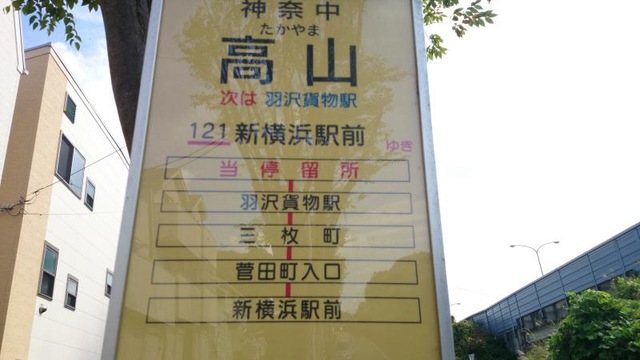 神奈中
たかやま
高山
次は 羽沢貨物駅
121 新横浜駅前 ゆき
当停留所
羽沢貨物駅
三枚町
菅田町入口
新横浜駅前